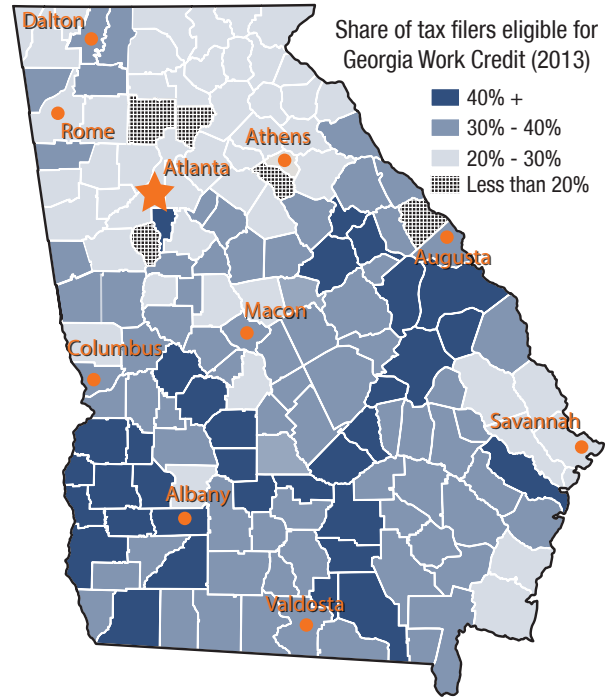 Share of tax filers eligible for
Georgia Work Credit (2013)
40% +
30% - 40%
20% - 30%
Less than 20%
Dalton
Rome
Athens
Atlanta
Augusta
Macon
Columbus
Savannah
Albany
Valdosta